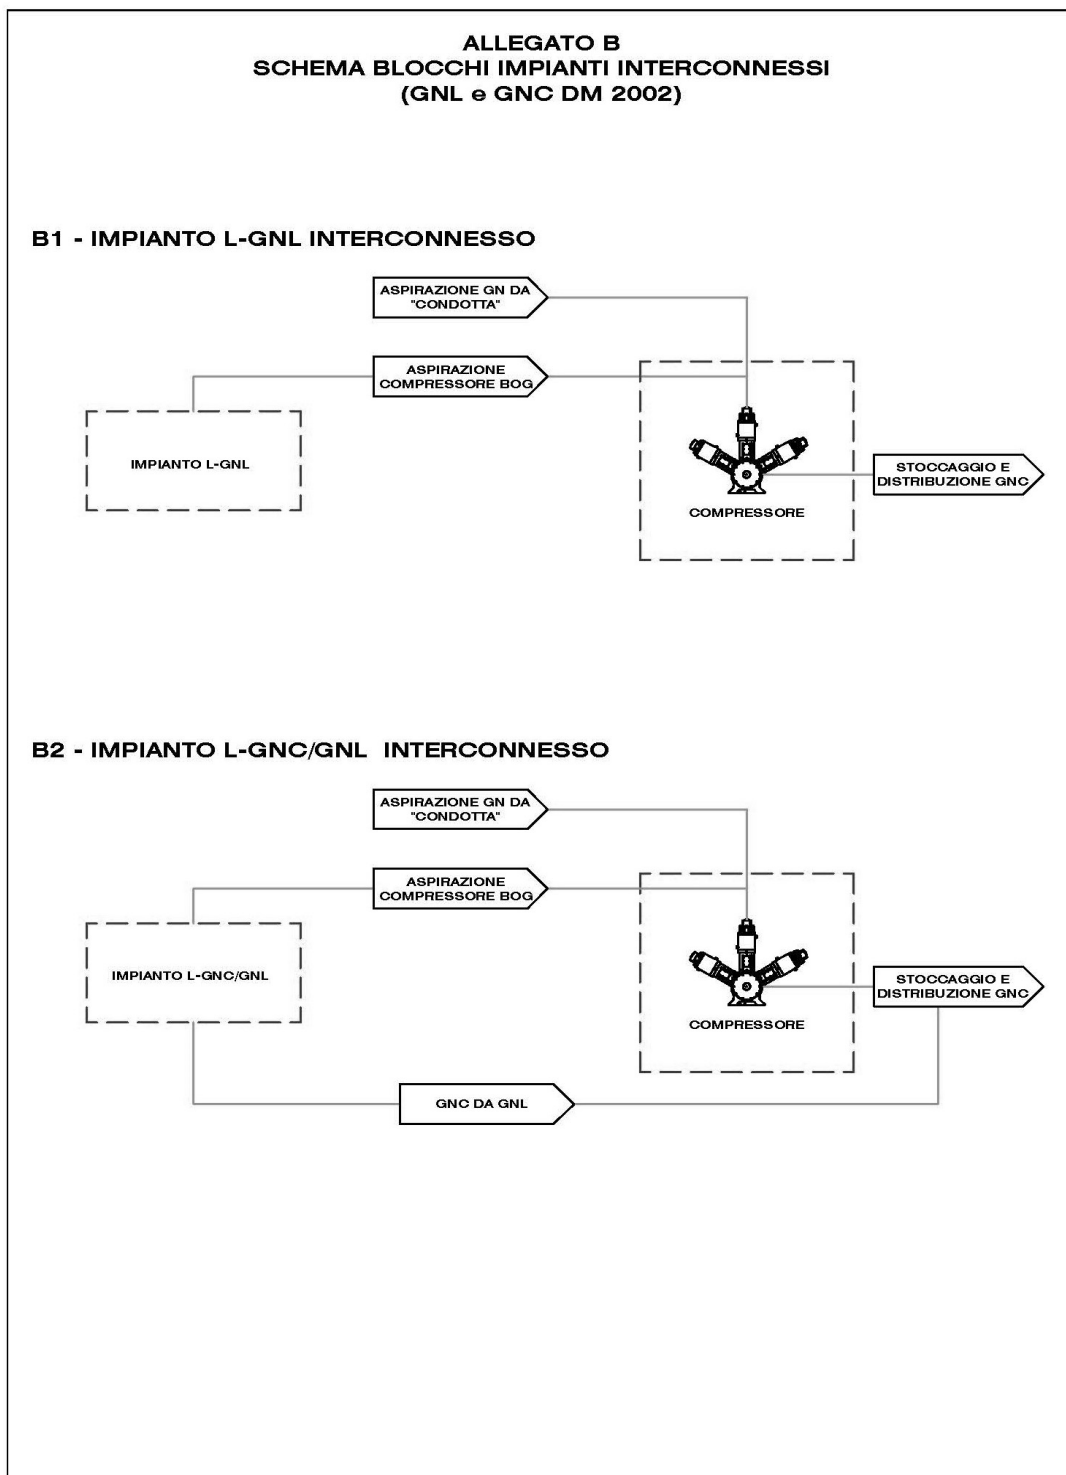 ALLEGATO B
SCHEMA BLOCCHI IMPIANTI INTERCONNESSI
(GNL e GNC DM 2002)
B1 - IMPIANTO L-GNL INTERCONNESSO
ASPIRAZIONE GN DA
"CONDOTTA"
ASPIRAZIONE
COMPRESSORE BOG
IMPIANTO L-GNL
STOCCAGGIO E
DISTRIBUZIONE GNC
COMPRESSORE
B2 - IMPIANTO L-GNC/GNL INTERCONNESSO
ASPIRAZIONE GN DA
"CONDOTTA"
ASPIRAZIONE
COMPRESSORE BOG
IMPIANTO L-GNC/GNL
STOCCAGGIO E
DISTRIBUZIONE GNC
COMPRESSORE
GNC DA GNL